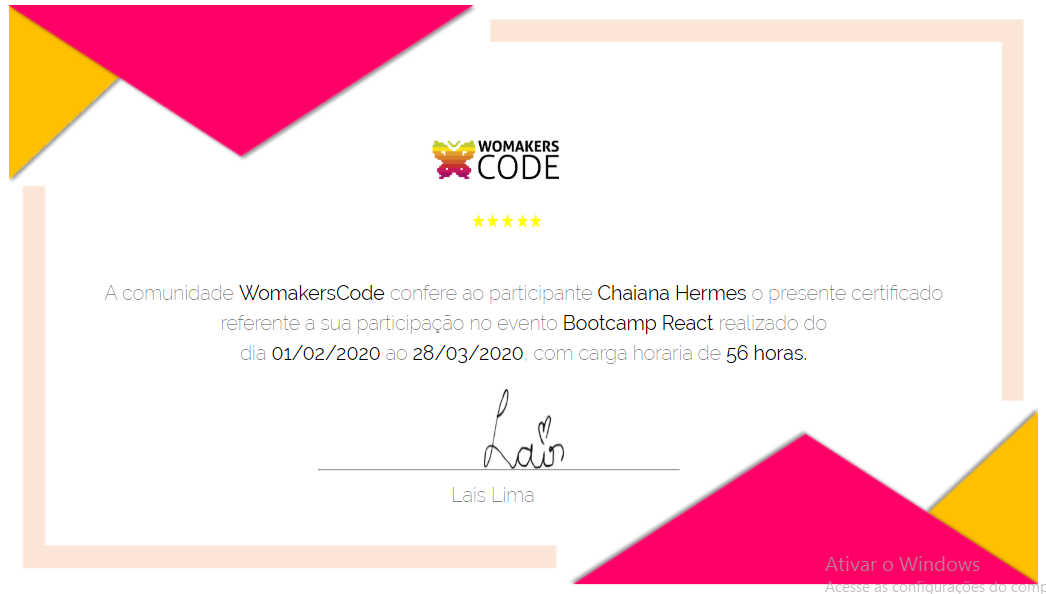 WOMAKERS
CODE
A comunidade WomakersCode confere ao participante Chaiana Hermes o presente certificado
referente a sua participação no evento Bootcamp React realizado do
dia 01/02/2020 ao 28/03/2020, com carga horaria de 56 horas.
Lais
Lais Lima
Ativar o Windows
Acesse as configurações do comp